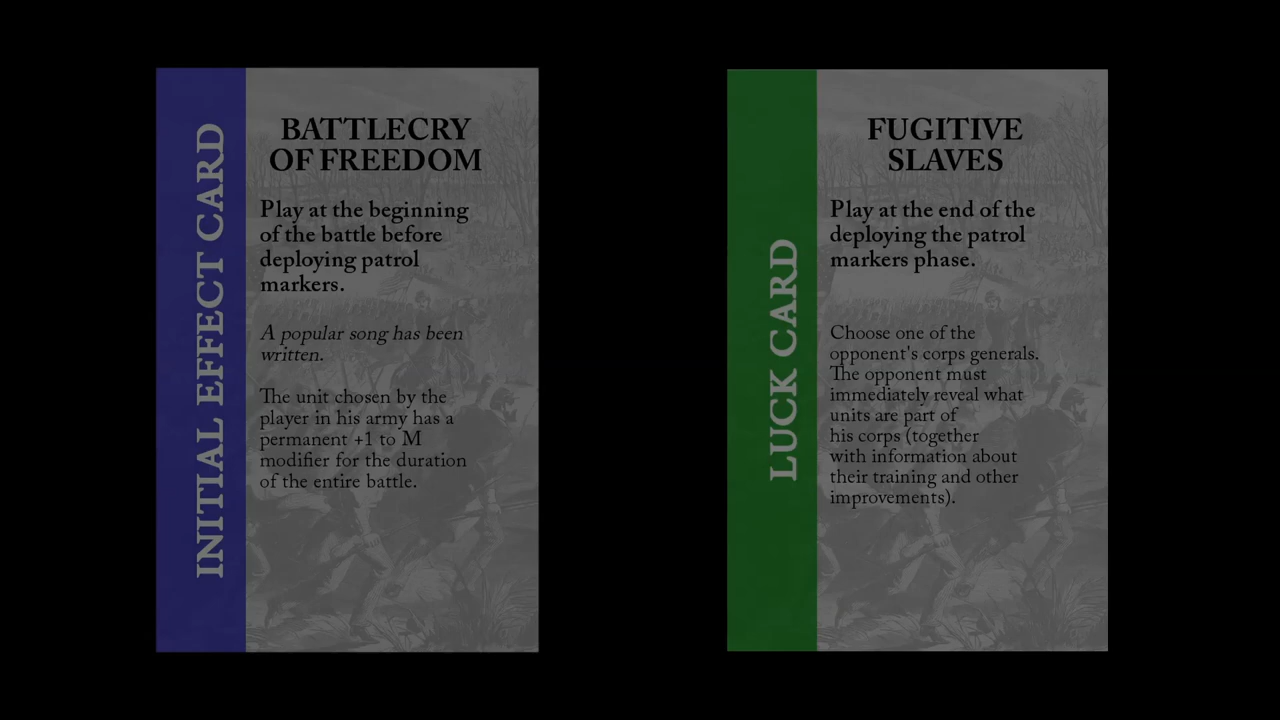 INITIAL EFFECT CARD
BATTLECRY
OF FREEDOM
Play at the beginning
of the battle before
deploying patrol
markers.
A popular song has been
written.
The unit chosen by the
player in his army has a
permanent +1 to M
modifier for the duration
of the entire battle.
LUCK CARD
FUGITIVE
SLAVES
Play at the end of the
deploying the patrol
markers phase.
Choose one of the
opponent's corps generals.
The opponent must
immediately reveal what
units are part of
his corps (together
with information about
their training and other
improvements).